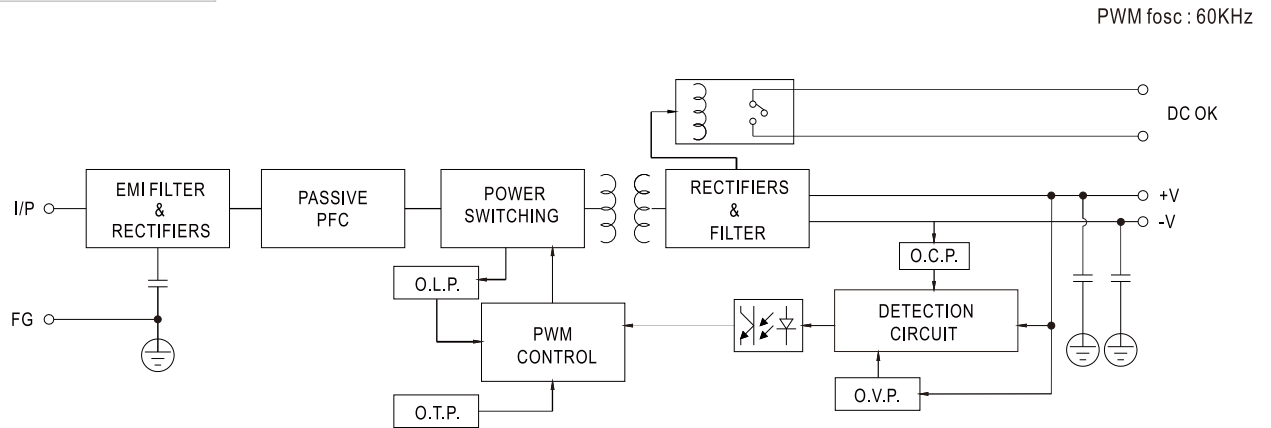 PWM fosc : 60KHz
DC OK
I/P
EMI FILTER
&
RECTIFIERS
PASSIVE
PFC
POWER
SWITCHING
RECTIFIERS
&
FILTER
+V
-V
O.C.P.
O.L.P.
FG
PWM
CONTROL
DETECTION
CIRCUIT
O.T.P.
O.V.P.